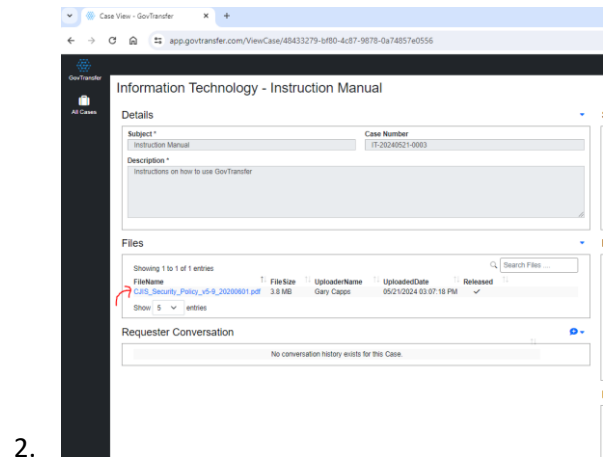 Case View - GovTransfer
app.govtransfer.com/ViewCase/48433279-bf80-4c87-9878-0a74857e0556
GovTransfer
All Cases
Information Technology - Instruction Manual
Details
Subject *
Case Number
Instruction Manual
IT-20240521-0003
Description *
Instructions on how to use GovTransfer
Files
Showing 1 to 1 of 1 entries
Search Files ...
FileName FileSize UploaderName UploadedDate Released
CJIS_Security_Policy_v5-9_20200601.pdf 3.8 MB Gary Capps 05/21/2024 03:07:18 PM
Show 5 entries
Requester Conversation
No conversation history exists for this Case.
2.